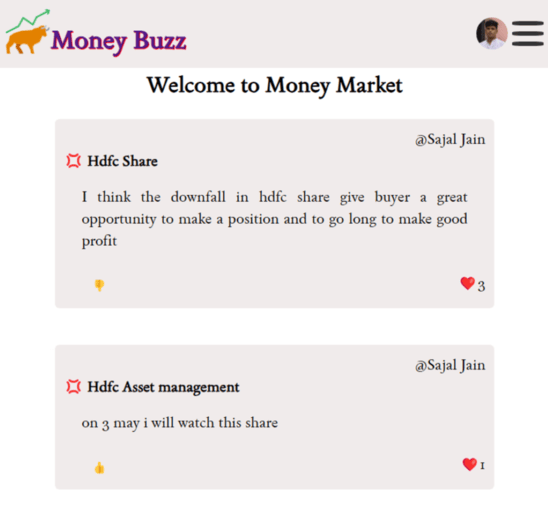 Money Buzz
Welcome to Money Market
@Sajal Jain
Hdfc Share
I think the downfall in hdfc share give buyer a great
opportunity to make a position and to go long to make good
profit
3
@Sajal Jain
Hdfc Asset management
on 3 may i will watch this share
1